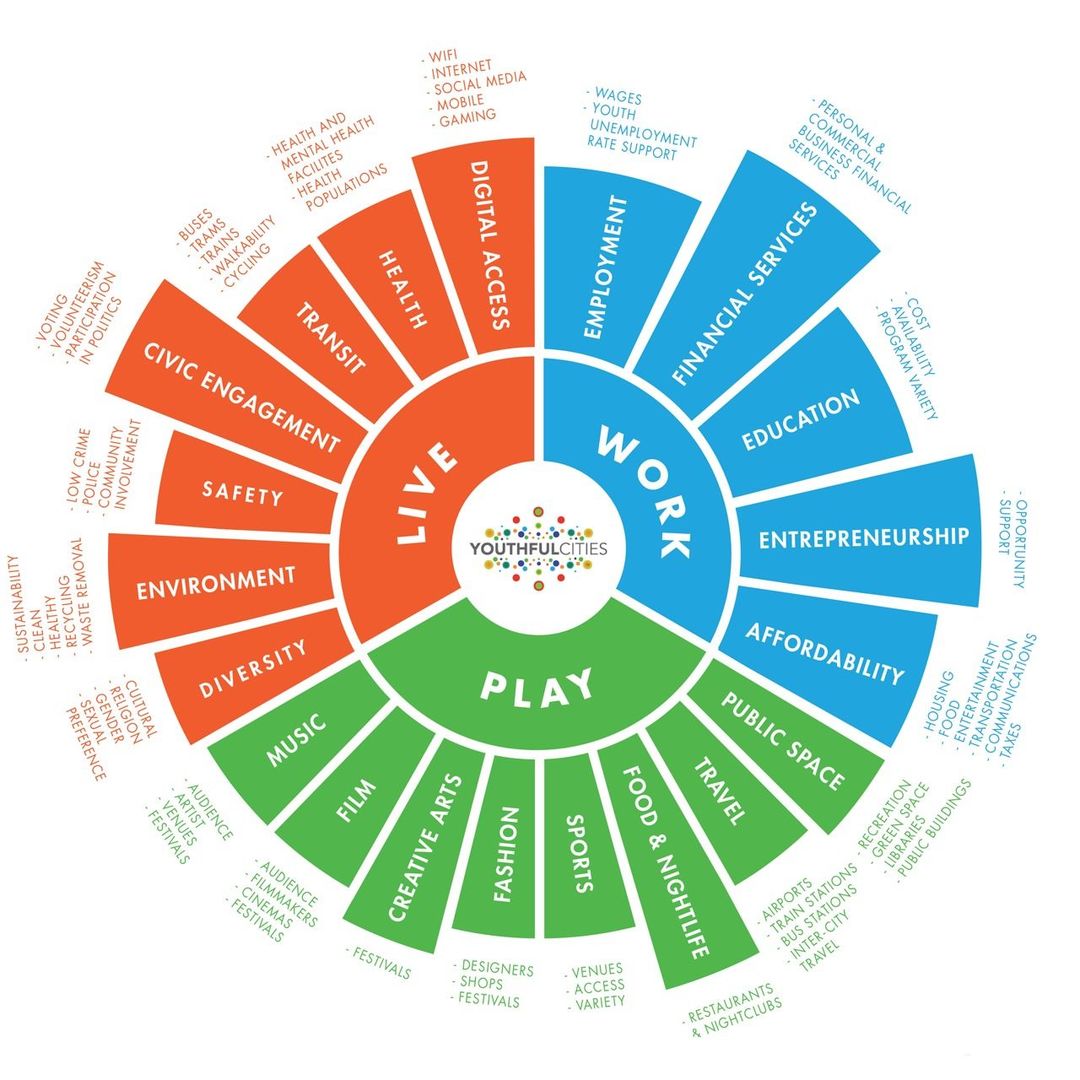 YOUTHFULCITIES
LIVE
DIGITAL ACCESS
- WIFI
- INTERNET
- SOCIAL MEDIA
- MOBILE
- GAMING
HEALTH
- HEALTH AND
MENTAL HEALTH
FACILITES
- HEALTH
POPULATIONS
TRANSIT
- BUSES
- TRAMS
- TRAINS
- WALKABILITY
- CYCLING
CIVIC ENGAGEMENT
- VOTING
- VOLUNTEERISM
- PARTICIPATION
IN POLITICS
SAFETY
- LOW CRIME
- POLICE
- COMMUNITY
INVOLVEMENT
ENVIRONMENT
- SUSTAINABILITY
- CLEAN
- HEALTHY
- RECYCLING
- WASTE REMOVAL
DIVERSITY
- CULTURAL
- RELIGION
- GENDER
- SEXUAL
PREFERENCE
WORK
EMPLOYMENT
- WAGES
- YOUTH
UNEMPLOYMENT
RATE SUPPORT
FINANCIAL SERVICES
- PERSONAL &
COMMERCIAL
BUSINESS FINANCIAL
SERVICES
EDUCATION
- COST
- AVAILABILITY
- PROGRAM VARIETY
ENTREPRENEURSHIP
- OPPORTUNITY
- SUPPORT
AFFORDABILITY
- HOUSING
- FOOD
- ENTERTAINMENT
- TRANSPORTATION
- COMMUNICATIONS
- TAXES
PLAY
PUBLIC SPACE
- RECREATION
- GREEN SPACE
- LIBRARIES
- PUBLIC BUILDINGS
TRAVEL
- AIRPORTS
- TRAIN STATIONS
- BUS STATIONS
- INTER-CITY
TRAVEL
FOOD & NIGHTLIFE
- RESTAURANTS
& NIGHTCLUBS
SPORTS
- VENUES
- ACCESS
- VARIETY
FASHION
- DESIGNERS
- SHOPS
- FESTIVALS
CREATIVE ARTS
- FESTIVALS
FILM
- AUDIENCE
- FILMMAKERS
- CINEMAS
- FESTIVALS
MUSIC
- AUDIENCE
- ARTIST
- VENUES
- FESTIVALS